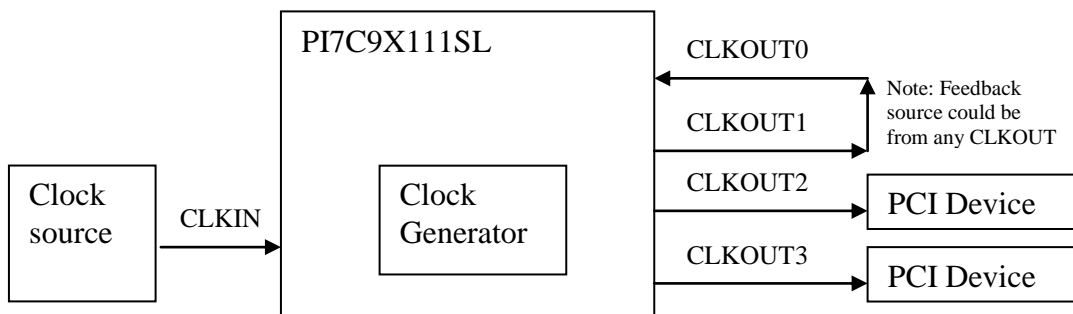 PI7C9X111SL
CLKOUT0
Note: Feedback
source could be
from any CLKOUT
CLKOUT1
Clock
source
CLKIN
Clock
Generator
CLKOUT2
PCI Device
CLKOUT3
PCI Device